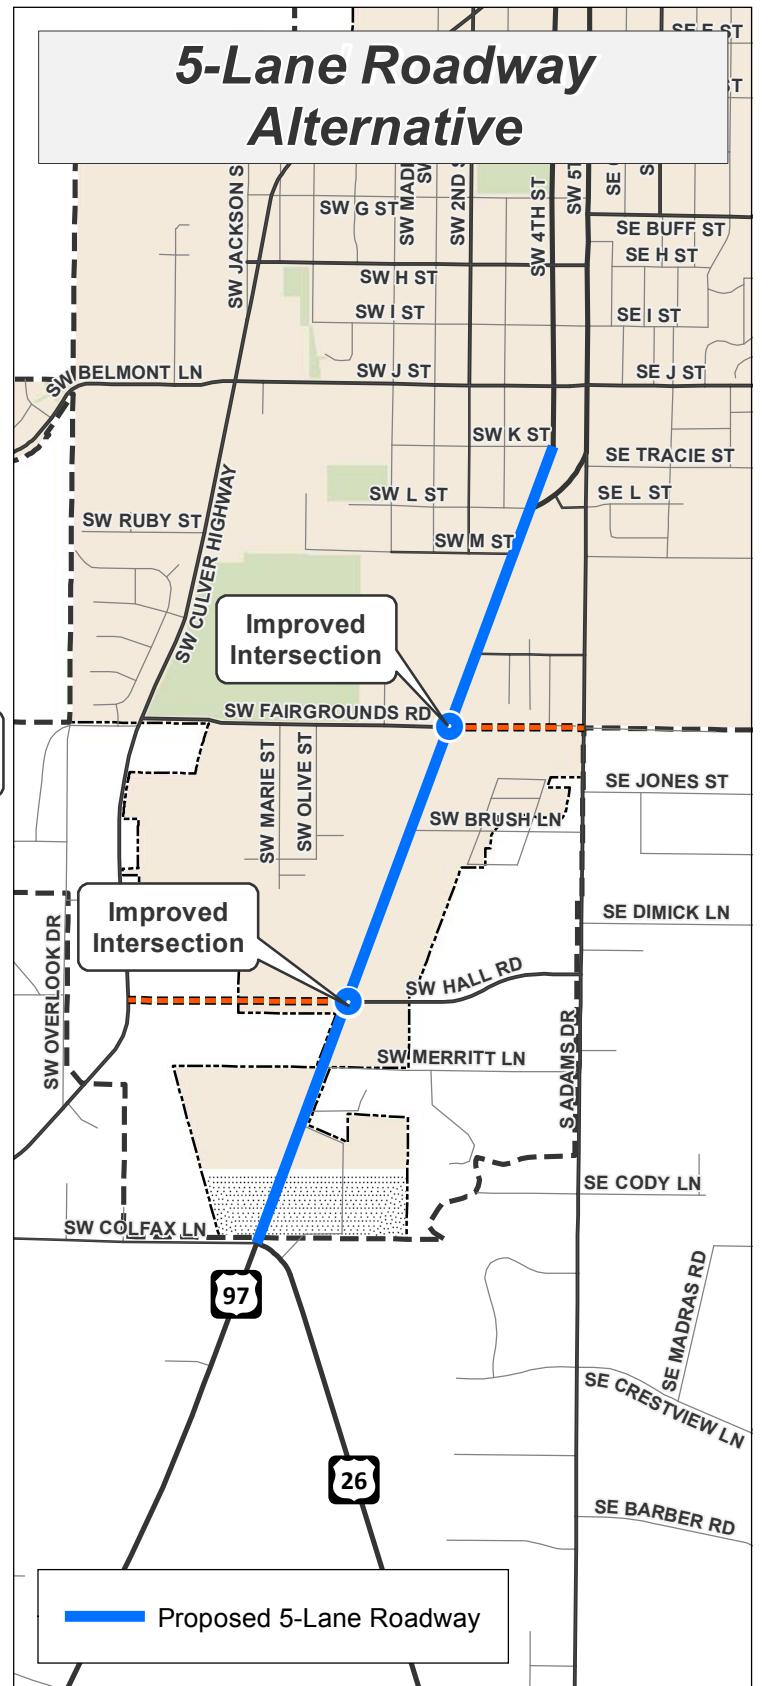 SE E ST
5-Lane Roadway
Alternative
ST
SW JACKSON S
SW G ST
SW MADI
SW
SW 2ND S
SW 4TH ST
SW 5T
SE
S
SE BUFF ST
SE H ST
SW H ST
SW I ST
SE I ST
SW BELMONT LN
SW J ST
SE J ST
SW K ST
SE TRACIE ST
SW L ST
SE L ST
SW RUBY ST
SW M ST
SW CULVER HIGHWAY
Improved
Intersection
SW FAIRGROUNDS RD
SW MARIE ST
SW OLIVE ST
SE JONES ST
SW BRUSH LN
Improved
Intersection
SE DIMICK LN
SW OVERLOOK DR
SW HALL RD
SW MERRITT LN
S ADAMS DR
SE CODY LN
SW COLFAX LN
97
SE MADRAS RD
SE CRESTVIEW LN
26
SE BARBER RD
Proposed 5-Lane Roadway